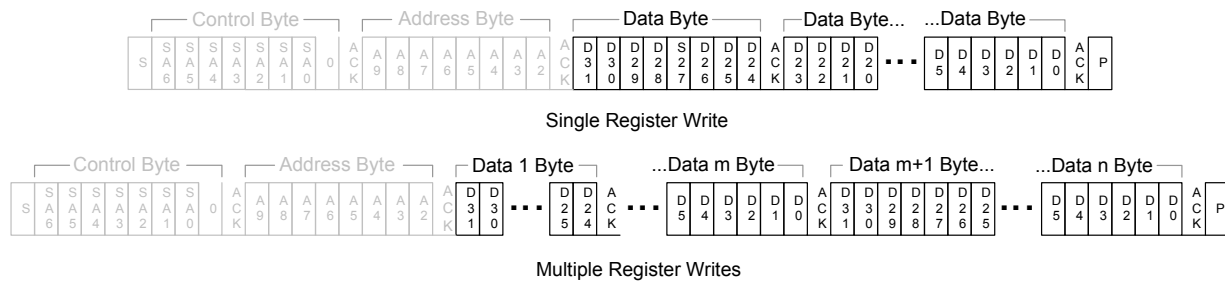 Control Byte Address Byte Data Byte Data Byte... ...Data Byte
S SA6 SA5 SA4 SA3 SA2 SA1 SA0 0 ACK A9 A8 A7 A6 A5 A4 A3 A2 ACK D31 D30 D29 D28 S27 D26 D25 D24 ACK D23 D22 D21 D20 ... D5 D4 D3 D2 D1 D0 ACK P
Single Register Write
Control Byte Address Byte Data 1 Byte ...Data m Byte Data m+1 Byte... ...Data n Byte
S SA6 SA5 SA4 SA3 SA2 SA1 SA0 0 ACK A9 A8 A7 A6 A5 A4 A3 A2 ACK D31 D30 ... D25 D24 ACK ... D5 D4 D3 D2 D1 D0 ACK D31 D30 D29 D28 D27 D26 D25 ... D5 D4 D3 D2 D1 D0 ACK P
Multiple Register Writes